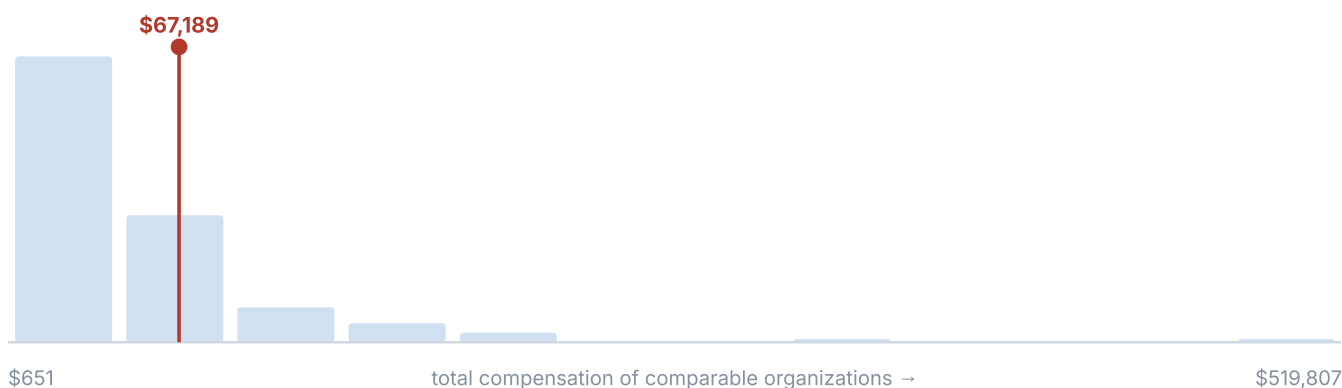 $67,189
$651
total compensation of comparable organizations →
$519,807